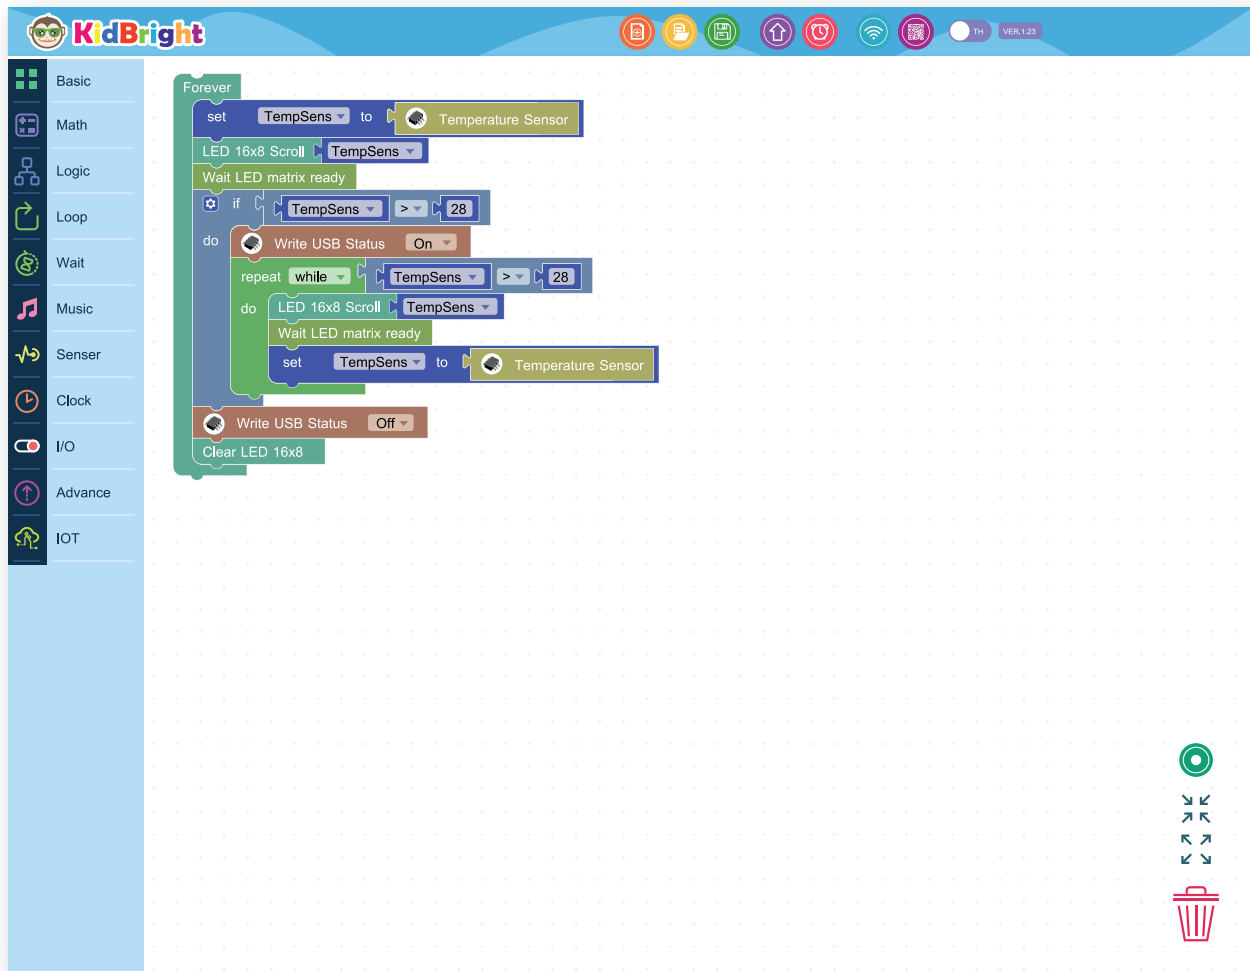 KidBright
TH
VER.1.23
Basic
Math
Logic
Loop
Wait
Music
Senser
Clock
I/O
Advance
IOT
Forever
set TempSens to Temperature Sensor
LED 16x8 Scroll TempSens
Wait LED matrix ready
if TempSens > 28
do Write USB Status On
repeat while TempSens > 28
do LED 16x8 Scroll TempSens
Wait LED matrix ready
set TempSens to Temperature Sensor
Write USB Status Off
Clear LED 16x8